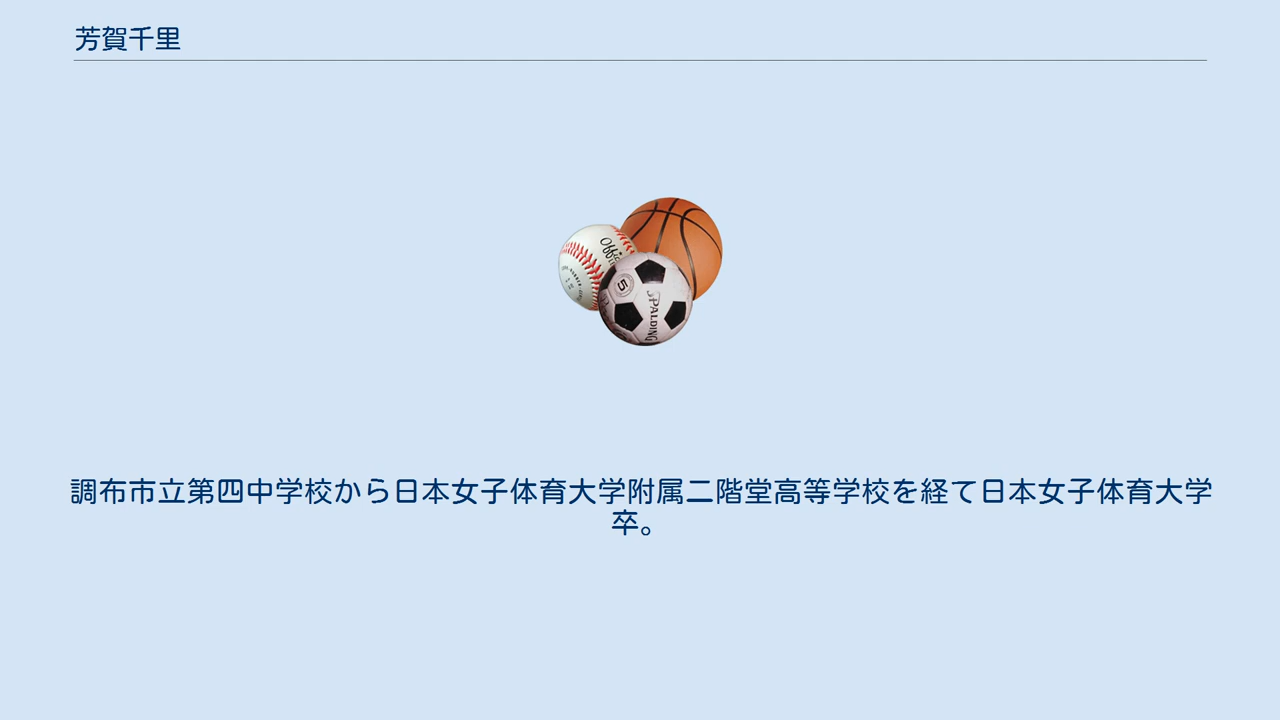 芳賀千里
Offic
5
SPALDING
調布市立第四中学校から日本女子体育大学附属二階堂高等学校を経て日本女子体育大学
卒。